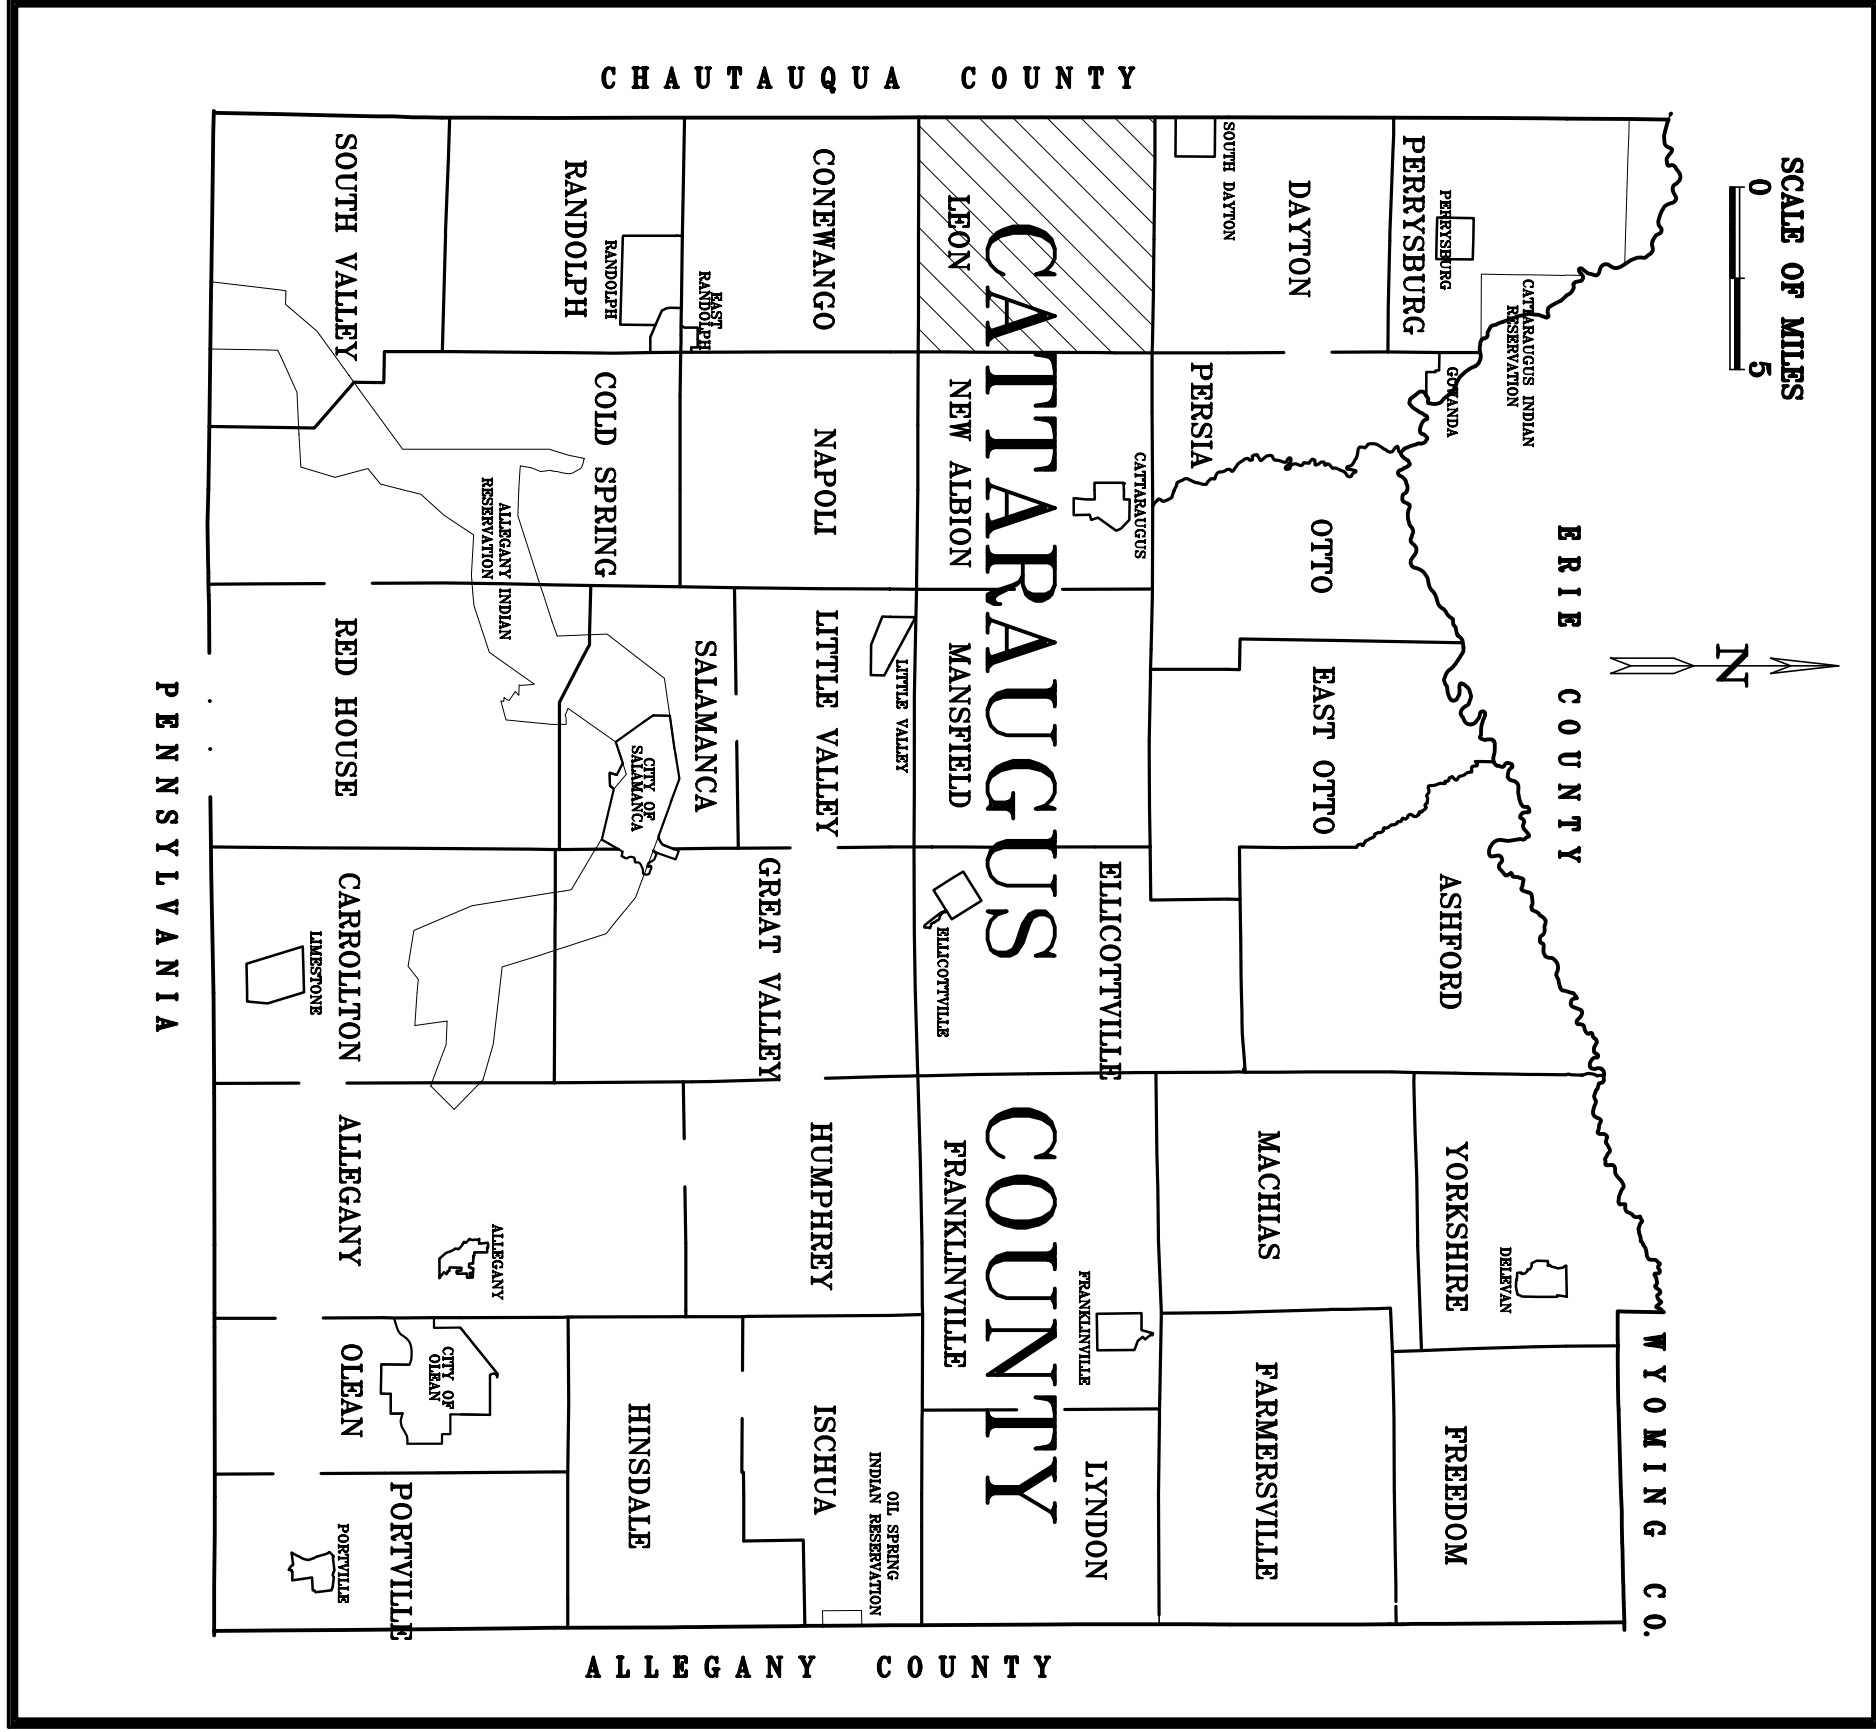 SCALE OF MILES
0 5
N
ERIE COUNTY
WYOMING CO.
CHAUTAUQUA COUNTY
ALLEGANY COUNTY
PENNSYLVANIA
CATTARAUGUS COUNTY
CATTARAUGUS INDIAN
RESERVATION
PERRYSBURG
PERRYSBURG
GOWANDA
DAYTON
SOUTH DAYTON
PERSIA
OTTO
EAST OTTO
ASHFORD
YORKSHIRE
DELEVAN
FREEDOM
MACHIAS
FARMERSVILLE
LEON
NEW ALBION
CATTARAUGUS
MANSFIELD
ELLICOTTVILLE
ELLICOTTVILLE
FRANKLINVILLE
FRANKLINVILLE
LYNDON
CONEWANGO
NAPOLI
LITTLE VALLEY
LITTLE VALLEY
GREAT VALLEY
HUMPHREY
ISCHUA
OIL SPRING
INDIAN RESERVATION
EAST
RANDOLPH
RANDOLPH
RANDOLPH
COLD SPRING
SALAMANCA
CITY OF
SALAMANCA
HINSDALE
ALLEGANY INDIAN
RESERVATION
SOUTH VALLEY
RED HOUSE
CARROLLTON
LIMESTONE
ALLEGANY
ALLEGANY
OLEAN
CITY OF
OLEAN
PORTVILLE
PORTVILLE